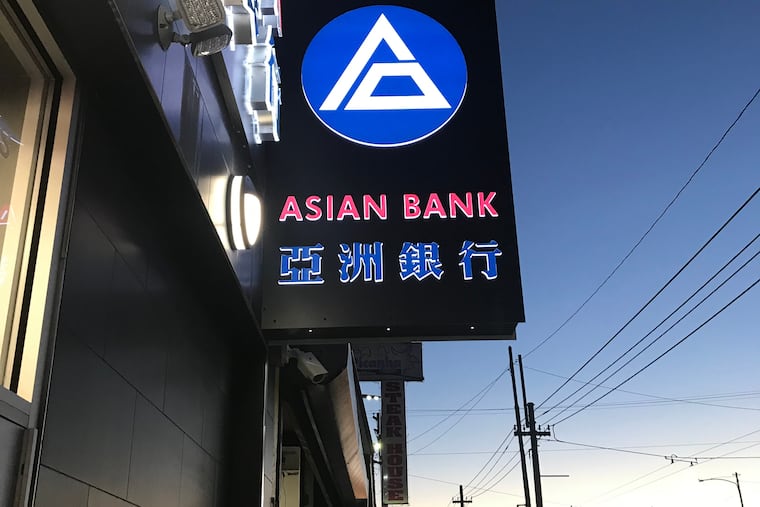 ASIAN BANK
亞洲銀行
STEAK HOUSE